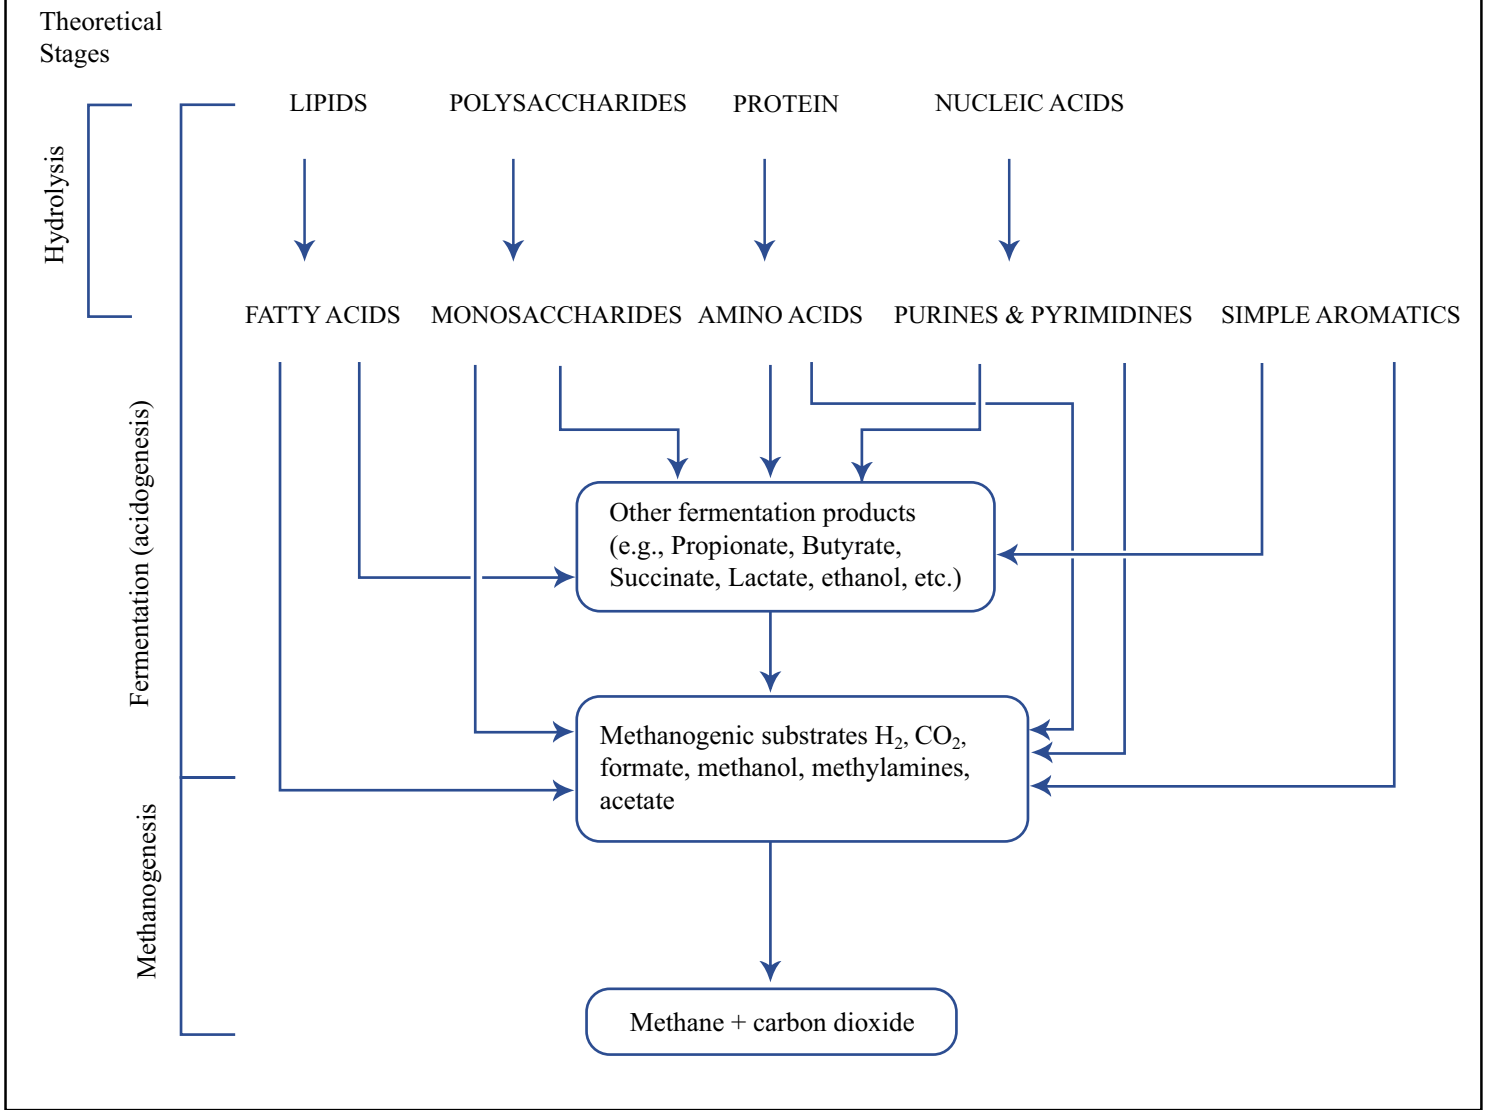 Theoretical
Stages
LIPIDS
POLYSACCHARIDES
PROTEIN
NUCLEIC ACIDS
Hydrolysis
FATTY ACIDS
MONOSACCHARIDES
AMINO ACIDS
PURINES & PYRIMIDINES
SIMPLE AROMATICS
Fermentation (acidogenesis)
Other fermentation products
(e.g., Propionate, Butyrate,
Succinate, Lactate, ethanol, etc.)
Methanogenic substrates H₂, CO₂,
formate, methanol, methylamines,
acetate
Methanogenesis
Methane + carbon dioxide